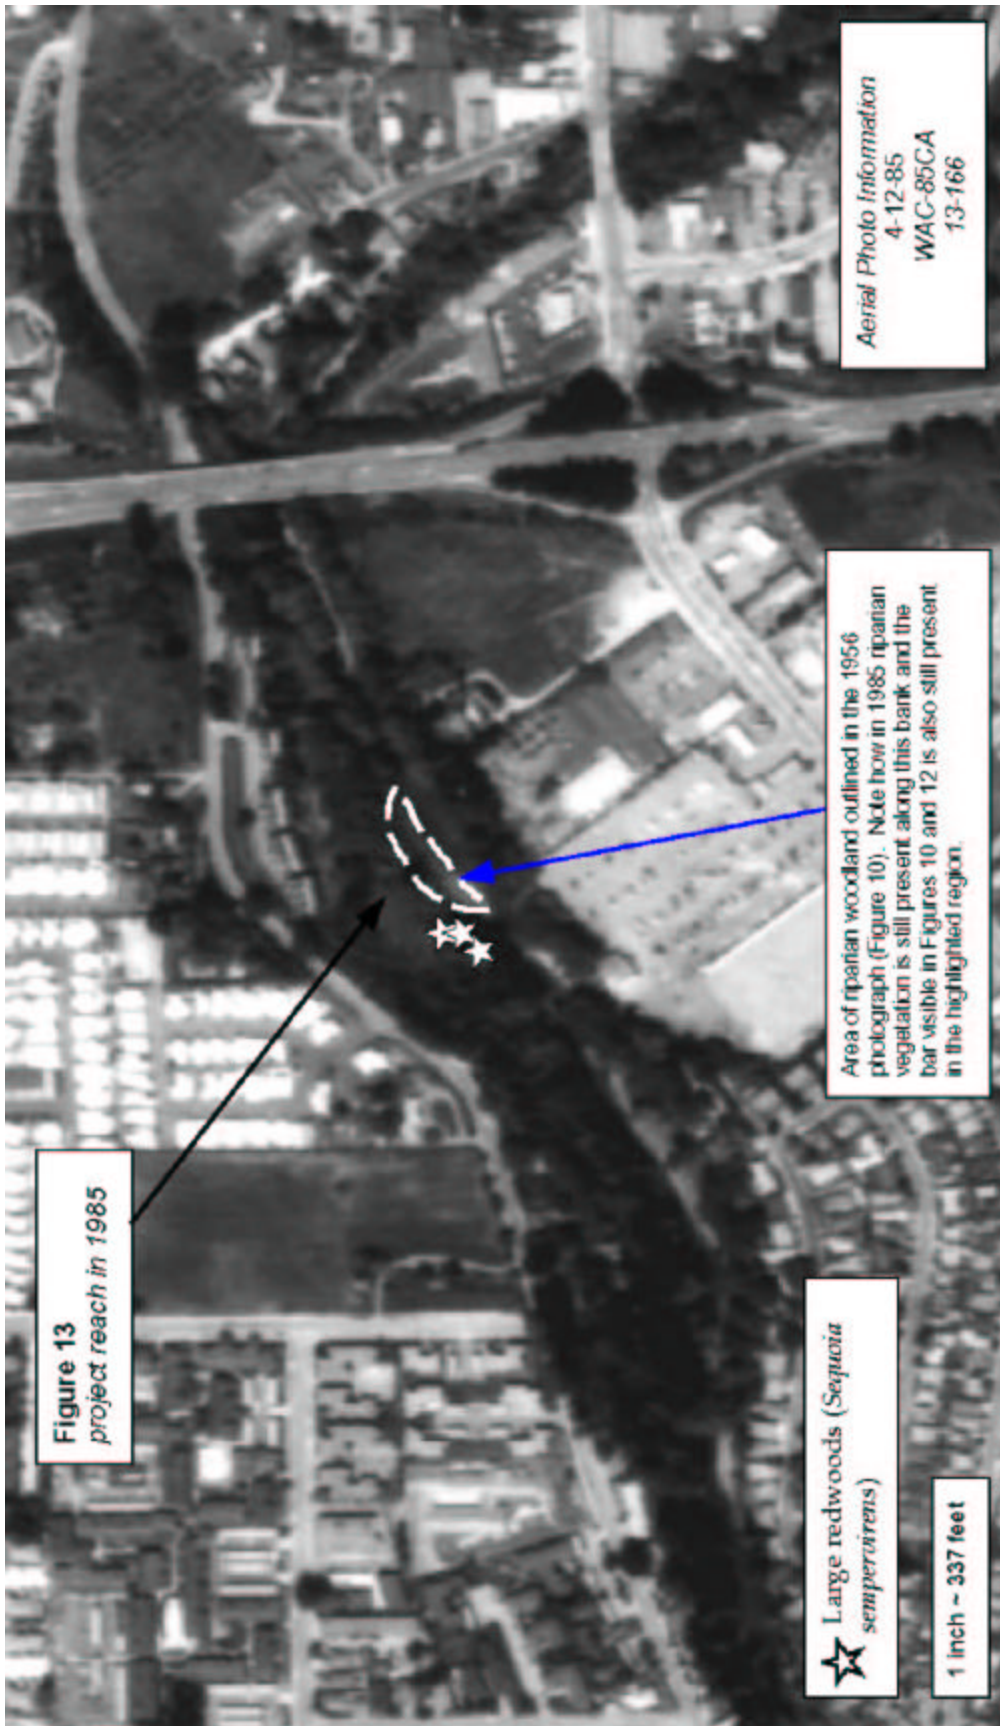 Figure 13
project reach in 1985
Area of riparian woodland outlined in the 1956
photograph (Figure 10). Note how in 1985 riparian
vegetation is still present along this bank and the
bar visible in Figures 10 and 12 is also still present
in the highlighted region.
Aerial Photo Information
4-12-85
WAC-85CA
13-166
Large redwoods (Sequoia
sempervirens)
1 inch ~ 337 feet